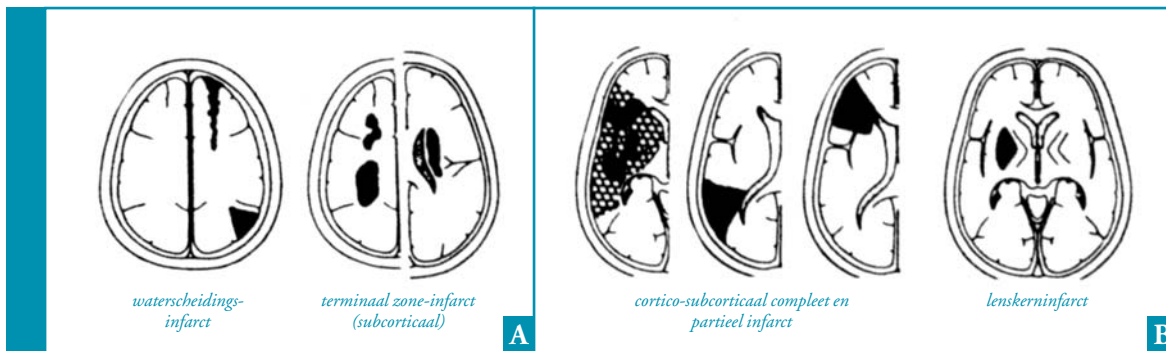 waterscheidings-
infarct
terminaal zone-infarct
(subcorticaal)
A
cortico-subcorticaal compleet en
partieel infarct
lenskerninfarct
B